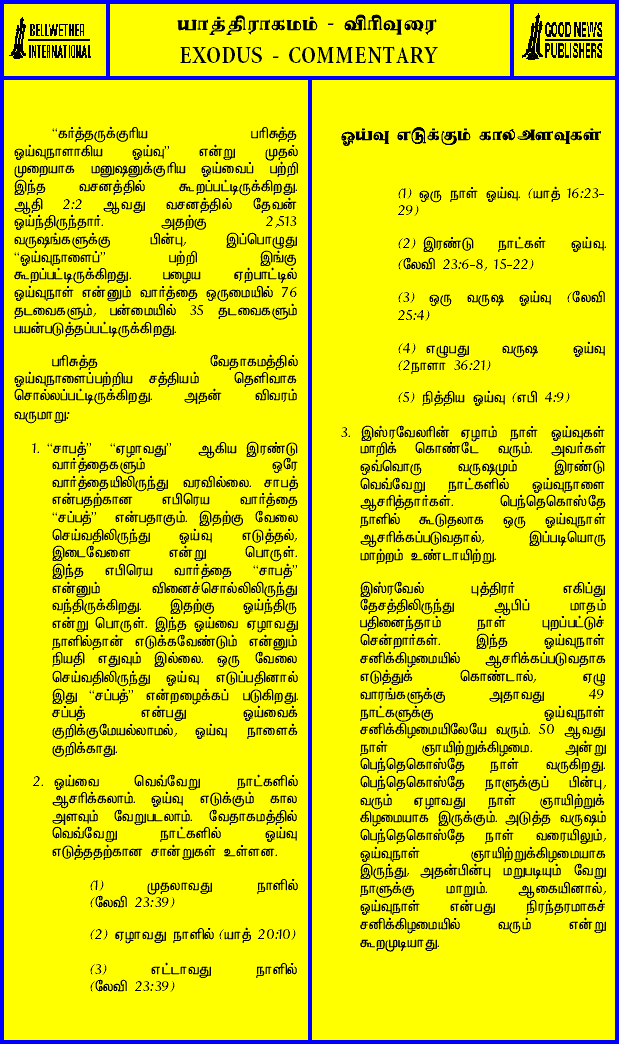 BELLWETHER
INTERNATIONAL
யாத்திராகமம் - விரிவுரை
EXODUS - COMMENTARY
GOOD NEWS
PUBLISHERS
“கர்த்தருக்குரிய பரிசுத்த
ஓய்வுநாளாகிய ஓய்வு” என்று முதல்
முறையாக மனுஷனுக்குரிய ஓய்வைப் பற்றி
இந்த வசனத்தில் கூறப்பட்டிருக்கிறது.
ஆதி 2:2 ஆவது வசனத்தில் தேவன்
ஓய்ந்திருந்தார். அதற்கு 2,513
வருஷங்களுக்கு பின்பு, இப்பொழுது
“ஓய்வுநாளைப்” பற்றி இங்கு
கூறப்பட்டிருக்கிறது. பழைய ஏற்பாட்டில்
ஓய்வுநாள் என்னும் வார்த்தை ஒருமையில் 76
தடவைகளும், பன்மையில் 35 தடவைகளும்
பயன்படுத்தப்பட்டிருக்கிறது.
பரிசுத்த வேதாகமத்தில்
ஓய்வுநாளைப்பற்றிய சத்தியம் தெளிவாக
சொல்லப்பட்டிருக்கிறது. அதன் விவரம்
வருமாறு:
1. “சாபத்” “ஏழாவது” ஆகிய இரண்டு
வார்த்தைகளும் ஒரே
வார்த்தையிலிருந்து வரவில்லை. சாபத்
என்பதற்கான எபிரெய வார்த்தை
“சப்பத்” என்பதாகும். இதற்கு வேலை
செய்வதிலிருந்து ஓய்வு எடுத்தல்,
இடைவேளை என்று பொருள்.
இந்த எபிரெய வார்த்தை “சாபத்”
என்னும் வினைச்சொல்லிலிருந்து
வந்திருக்கிறது. இதற்கு ஓய்ந்திரு
என்று பொருள். இந்த ஓய்வை ஏழாவது
நாளில்தான் எடுக்கவேண்டும் என்னும்
நியதி எதுவும் இல்லை. ஒரு வேலை
செய்வதிலிருந்து ஓய்வு எடுப்பதினால்
இது “சப்பத்” என்றழைக்கப் படுகிறது.
சப்பத் என்பது ஓய்வைக்
குறிக்குமேயல்லாமல், ஓய்வு நாளைக்
குறிக்காது.
2. ஓய்வை வெவ்வேறு நாட்களில்
ஆசரிக்கலாம். ஓய்வு எடுக்கும் கால
அளவும் வேறுபடலாம். வேதாகமத்தில்
வெவ்வேறு நாட்களில் ஓய்வு
எடுத்ததற்கான சான்றுகள் உள்ளன.
(1) முதலாவது நாளில்
(லேவி 23:39)
(2) ஏழாவது நாளில் (யாத் 20:10)
(3) எட்டாவது நாளில்
(லேவி 23:39)
ஓய்வு எடுக்கும் காலஅளவுகள்
(1) ஒரு நாள் ஓய்வு. (யாத் 16:23-
29)
(2) இரண்டு நாட்கள் ஓய்வு.
(லேவி 23:6-8, 15-22)
(3) ஒரு வருஷ ஓய்வு (லேவி
25:4)
(4) எழுபது வருஷ ஓய்வு
(2நாளா 36:21)
(5) நித்திய ஓய்வு (எபி 4:9)
3. இஸ்ரவேலரின் ஏழாம் நாள் ஓய்வுகள்
மாறிக் கொண்டே வரும். அவர்கள்
ஒவ்வொரு வருஷமும் இரண்டு
வெவ்வேறு நாட்களில் ஓய்வுநாளை
ஆசரித்தார்கள். பெந்தெகொஸ்தே
நாளில் கூடுதலாக ஒரு ஓய்வுநாள்
ஆசரிக்கப்படுவதால், இப்படியொரு
மாற்றம் உண்டாயிற்று.
இஸ்ரவேல் புத்திரர் எகிப்து
தேசத்திலிருந்து ஆபிப் மாதம்
பதினைந்தாம் நாள் புறப்பட்டுச்
சென்றார்கள். இந்த ஓய்வுநாள்
சனிக்கிழமையில் ஆசரிக்கப்படுவதாக
எடுத்துக் கொண்டால், ஏழு
வாரங்களுக்கு அதாவது 49
நாட்களுக்கு ஓய்வுநாள்
சனிக்கிழமையிலேயே வரும். 50 ஆவது
நாள் ஞாயிற்றுக்கிழமை. அன்று
பெந்தெகொஸ்தே நாள் வருகிறது.
பெந்தெகொஸ்தே நாளுக்குப் பின்பு,
வரும் ஏழாவது நாள் ஞாயிற்றுக்
கிழமையாக இருக்கும். அடுத்த வருஷம்
பெந்தெகொஸ்தே நாள் வரையிலும்,
ஓய்வுநாள் ஞாயிற்றுக்கிழமையாக
இருந்து, அதன்பின்பு மறுபடியும் வேறு
நாளுக்கு மாறும். ஆகையினால்,
ஓய்வுநாள் என்பது நிரந்தரமாகச்
சனிக்கிழமையில் வரும் என்று
கூறமுடியாது.